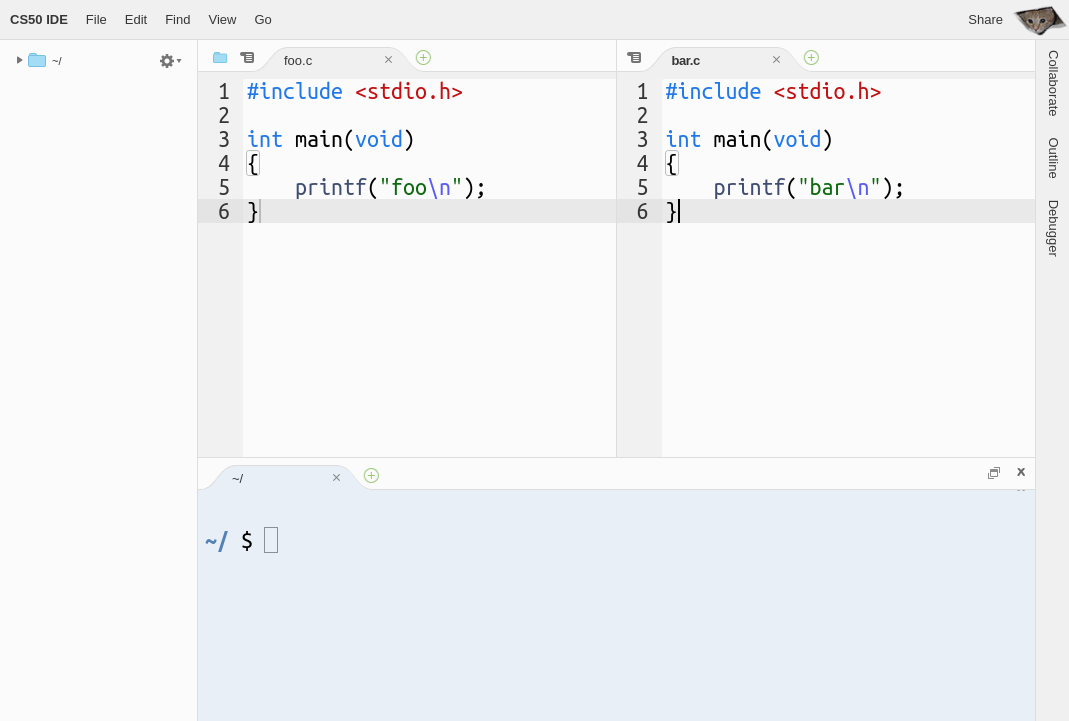 CS50 IDE File Edit Find View Go Share
~/
foo.c
1 #include <stdio.h>
2
3 int main(void)
4 {
5     printf("foo\n");
6 }
bar.c
1 #include <stdio.h>
2
3 int main(void)
4 {
5     printf("bar\n");
6 }
Collaborate
Outline
Debugger
~/
~/ $